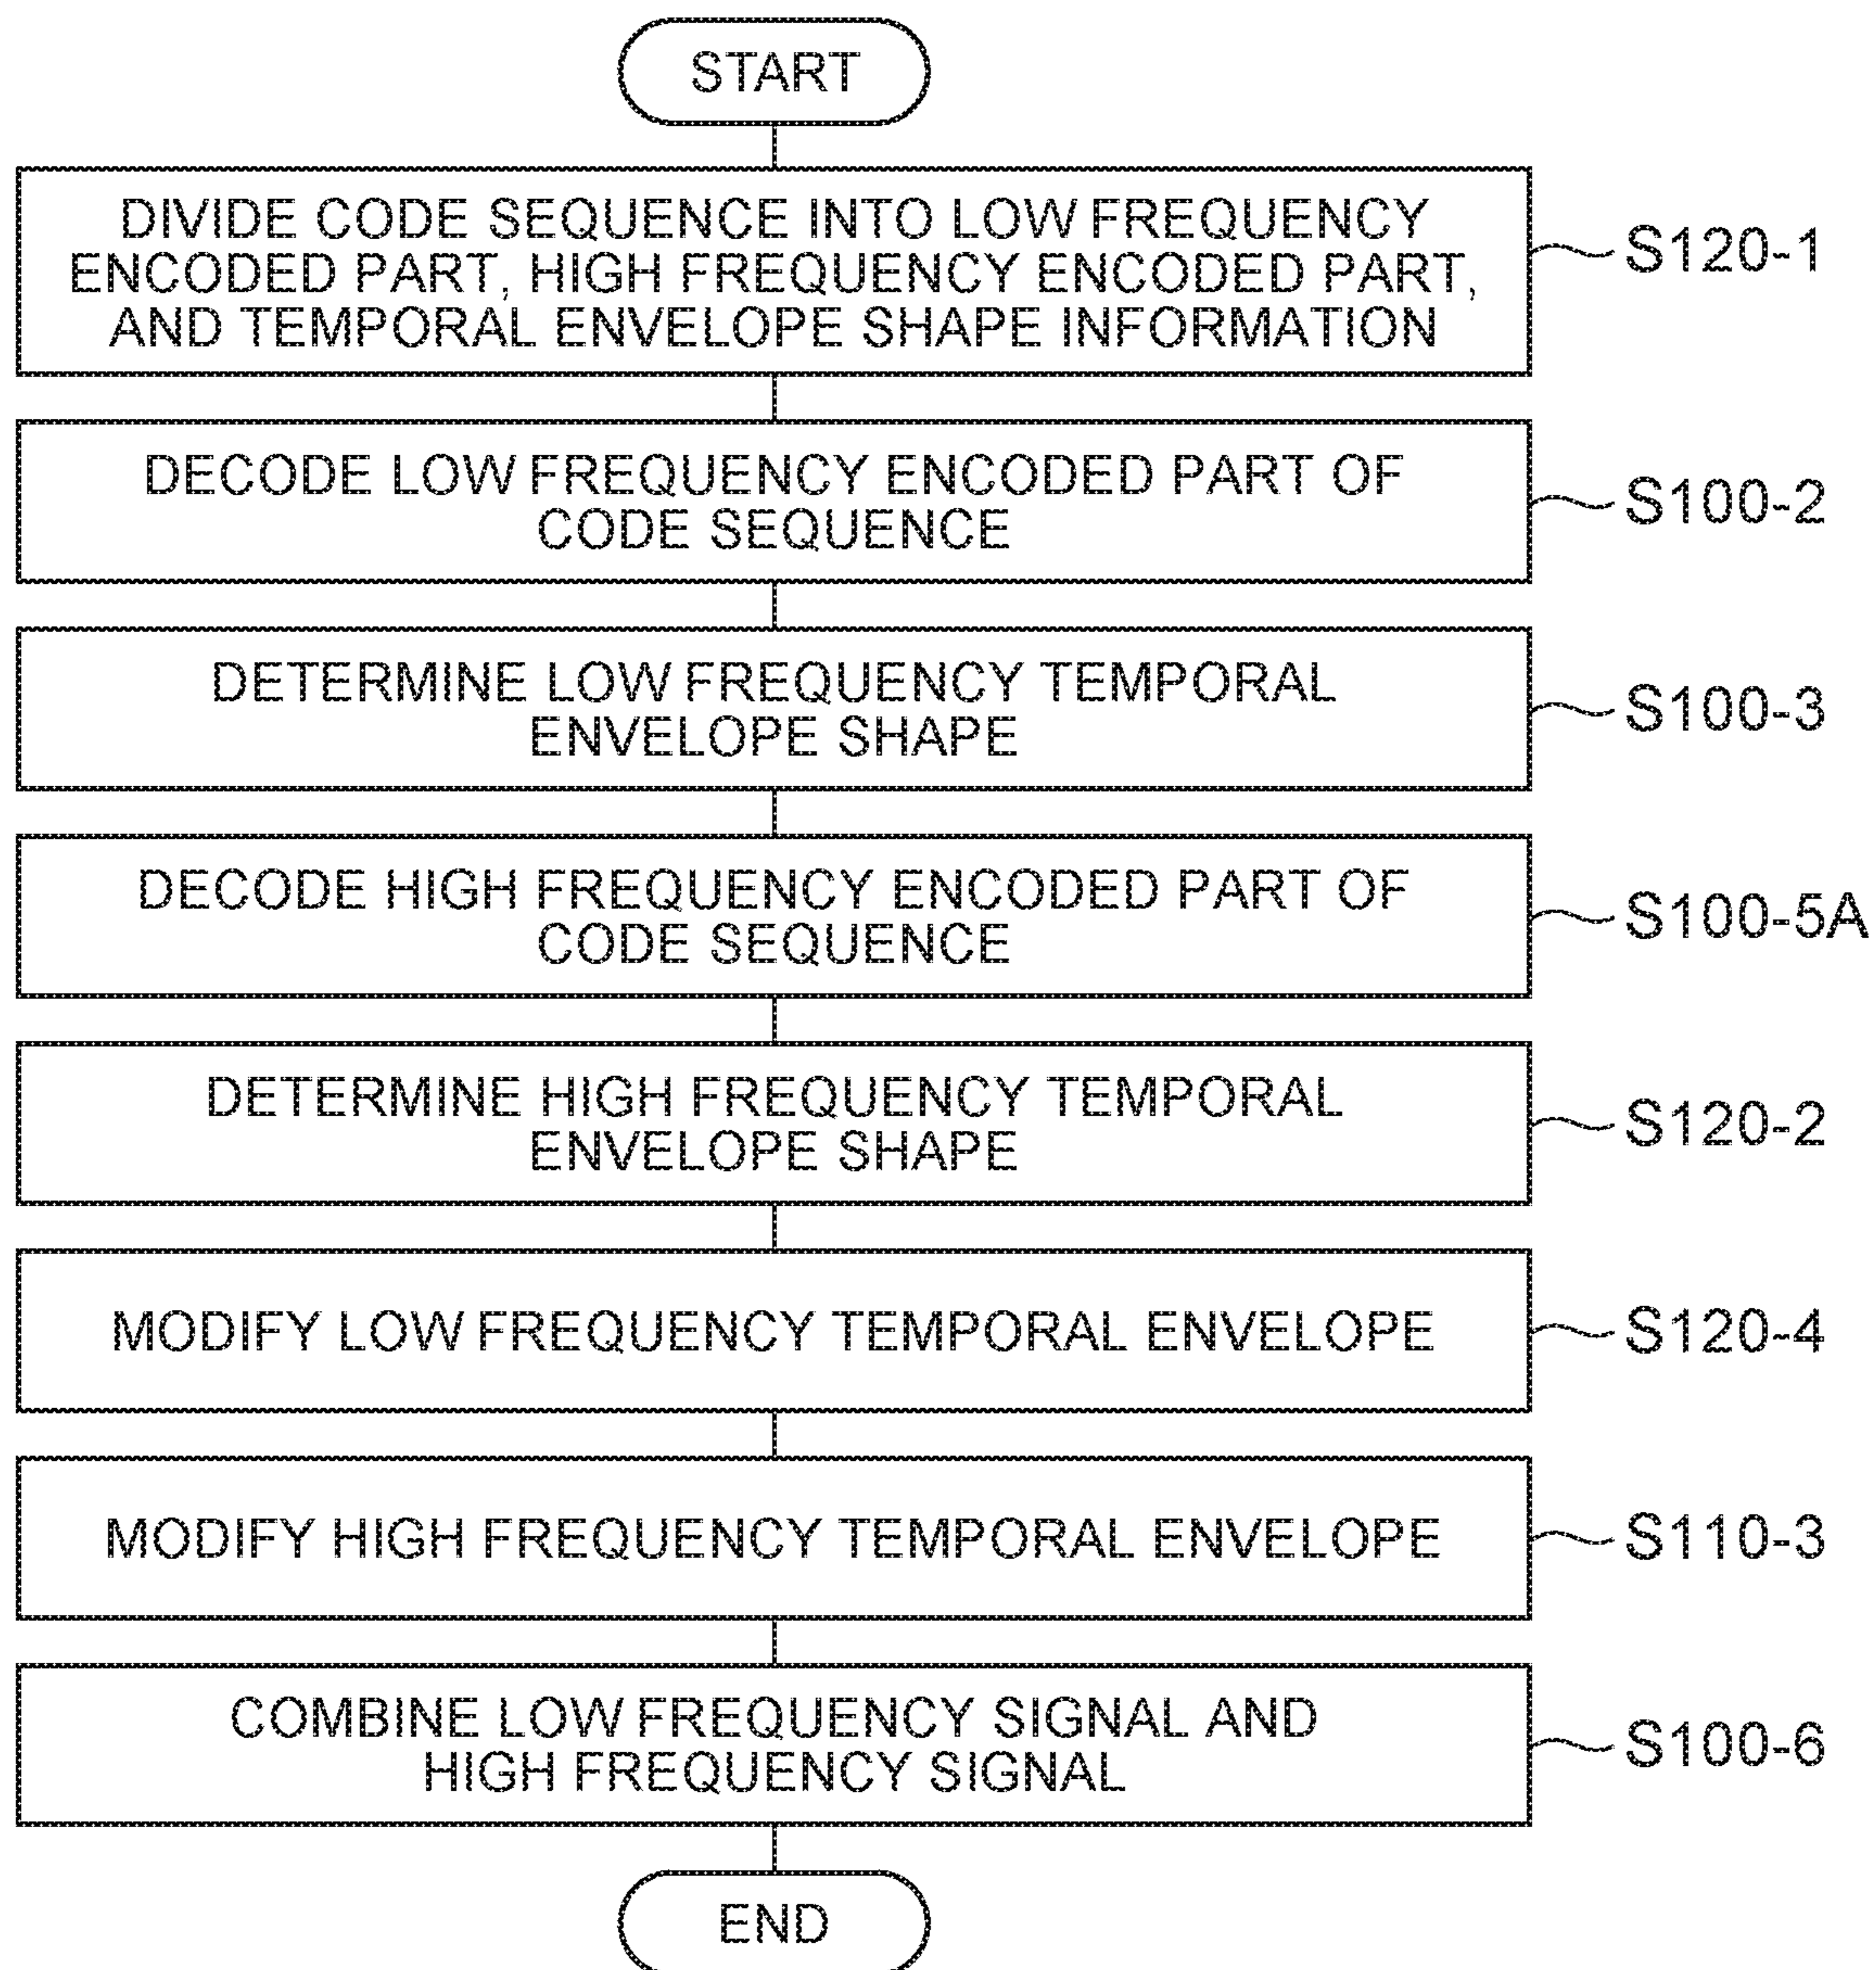 START
DIVIDE CODE SEQUENCE INTO LOW FREQUENCY
ENCODED PART, HIGH FREQUENCY ENCODED PART,
AND TEMPORAL ENVELOPE SHAPE INFORMATION
S120-1
DECODE LOW FREQUENCY ENCODED PART OF
CODE SEQUENCE
S100-2
DETERMINE LOW FREQUENCY TEMPORAL
ENVELOPE SHAPE
S100-3
DECODE HIGH FREQUENCY ENCODED PART OF
CODE SEQUENCE
S100-5A
DETERMINE HIGH FREQUENCY TEMPORAL
ENVELOPE SHAPE
S120-2
MODIFY LOW FREQUENCY TEMPORAL ENVELOPE
S120-4
MODIFY HIGH FREQUENCY TEMPORAL ENVELOPE
S110-3
COMBINE LOW FREQUENCY SIGNAL AND
HIGH FREQUENCY SIGNAL
S100-6
END